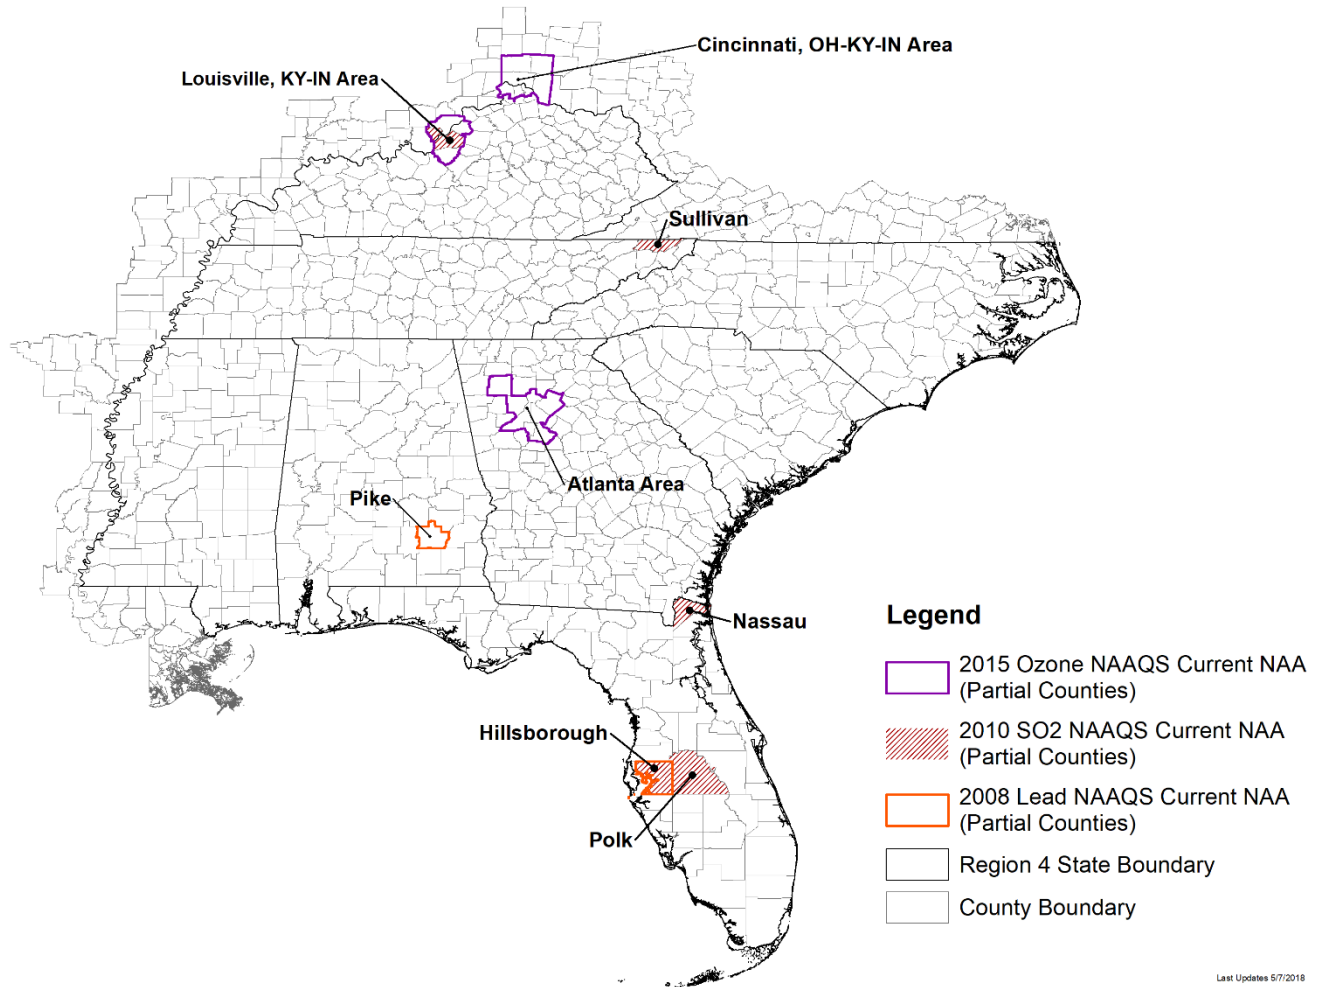 Cincinnati, OH-KY-IN Area
Louisville, KY-IN Area
Sullivan
Atlanta Area
Pike
Nassau
Hillsborough
Polk
Legend
2015 Ozone NAAQS Current NAA
(Partial Counties)
2010 SO2 NAAQS Current NAA
(Partial Counties)
2008 Lead NAAQS Current NAA
(Partial Counties)
Region 4 State Boundary
County Boundary
Last Updates 5/7/2018